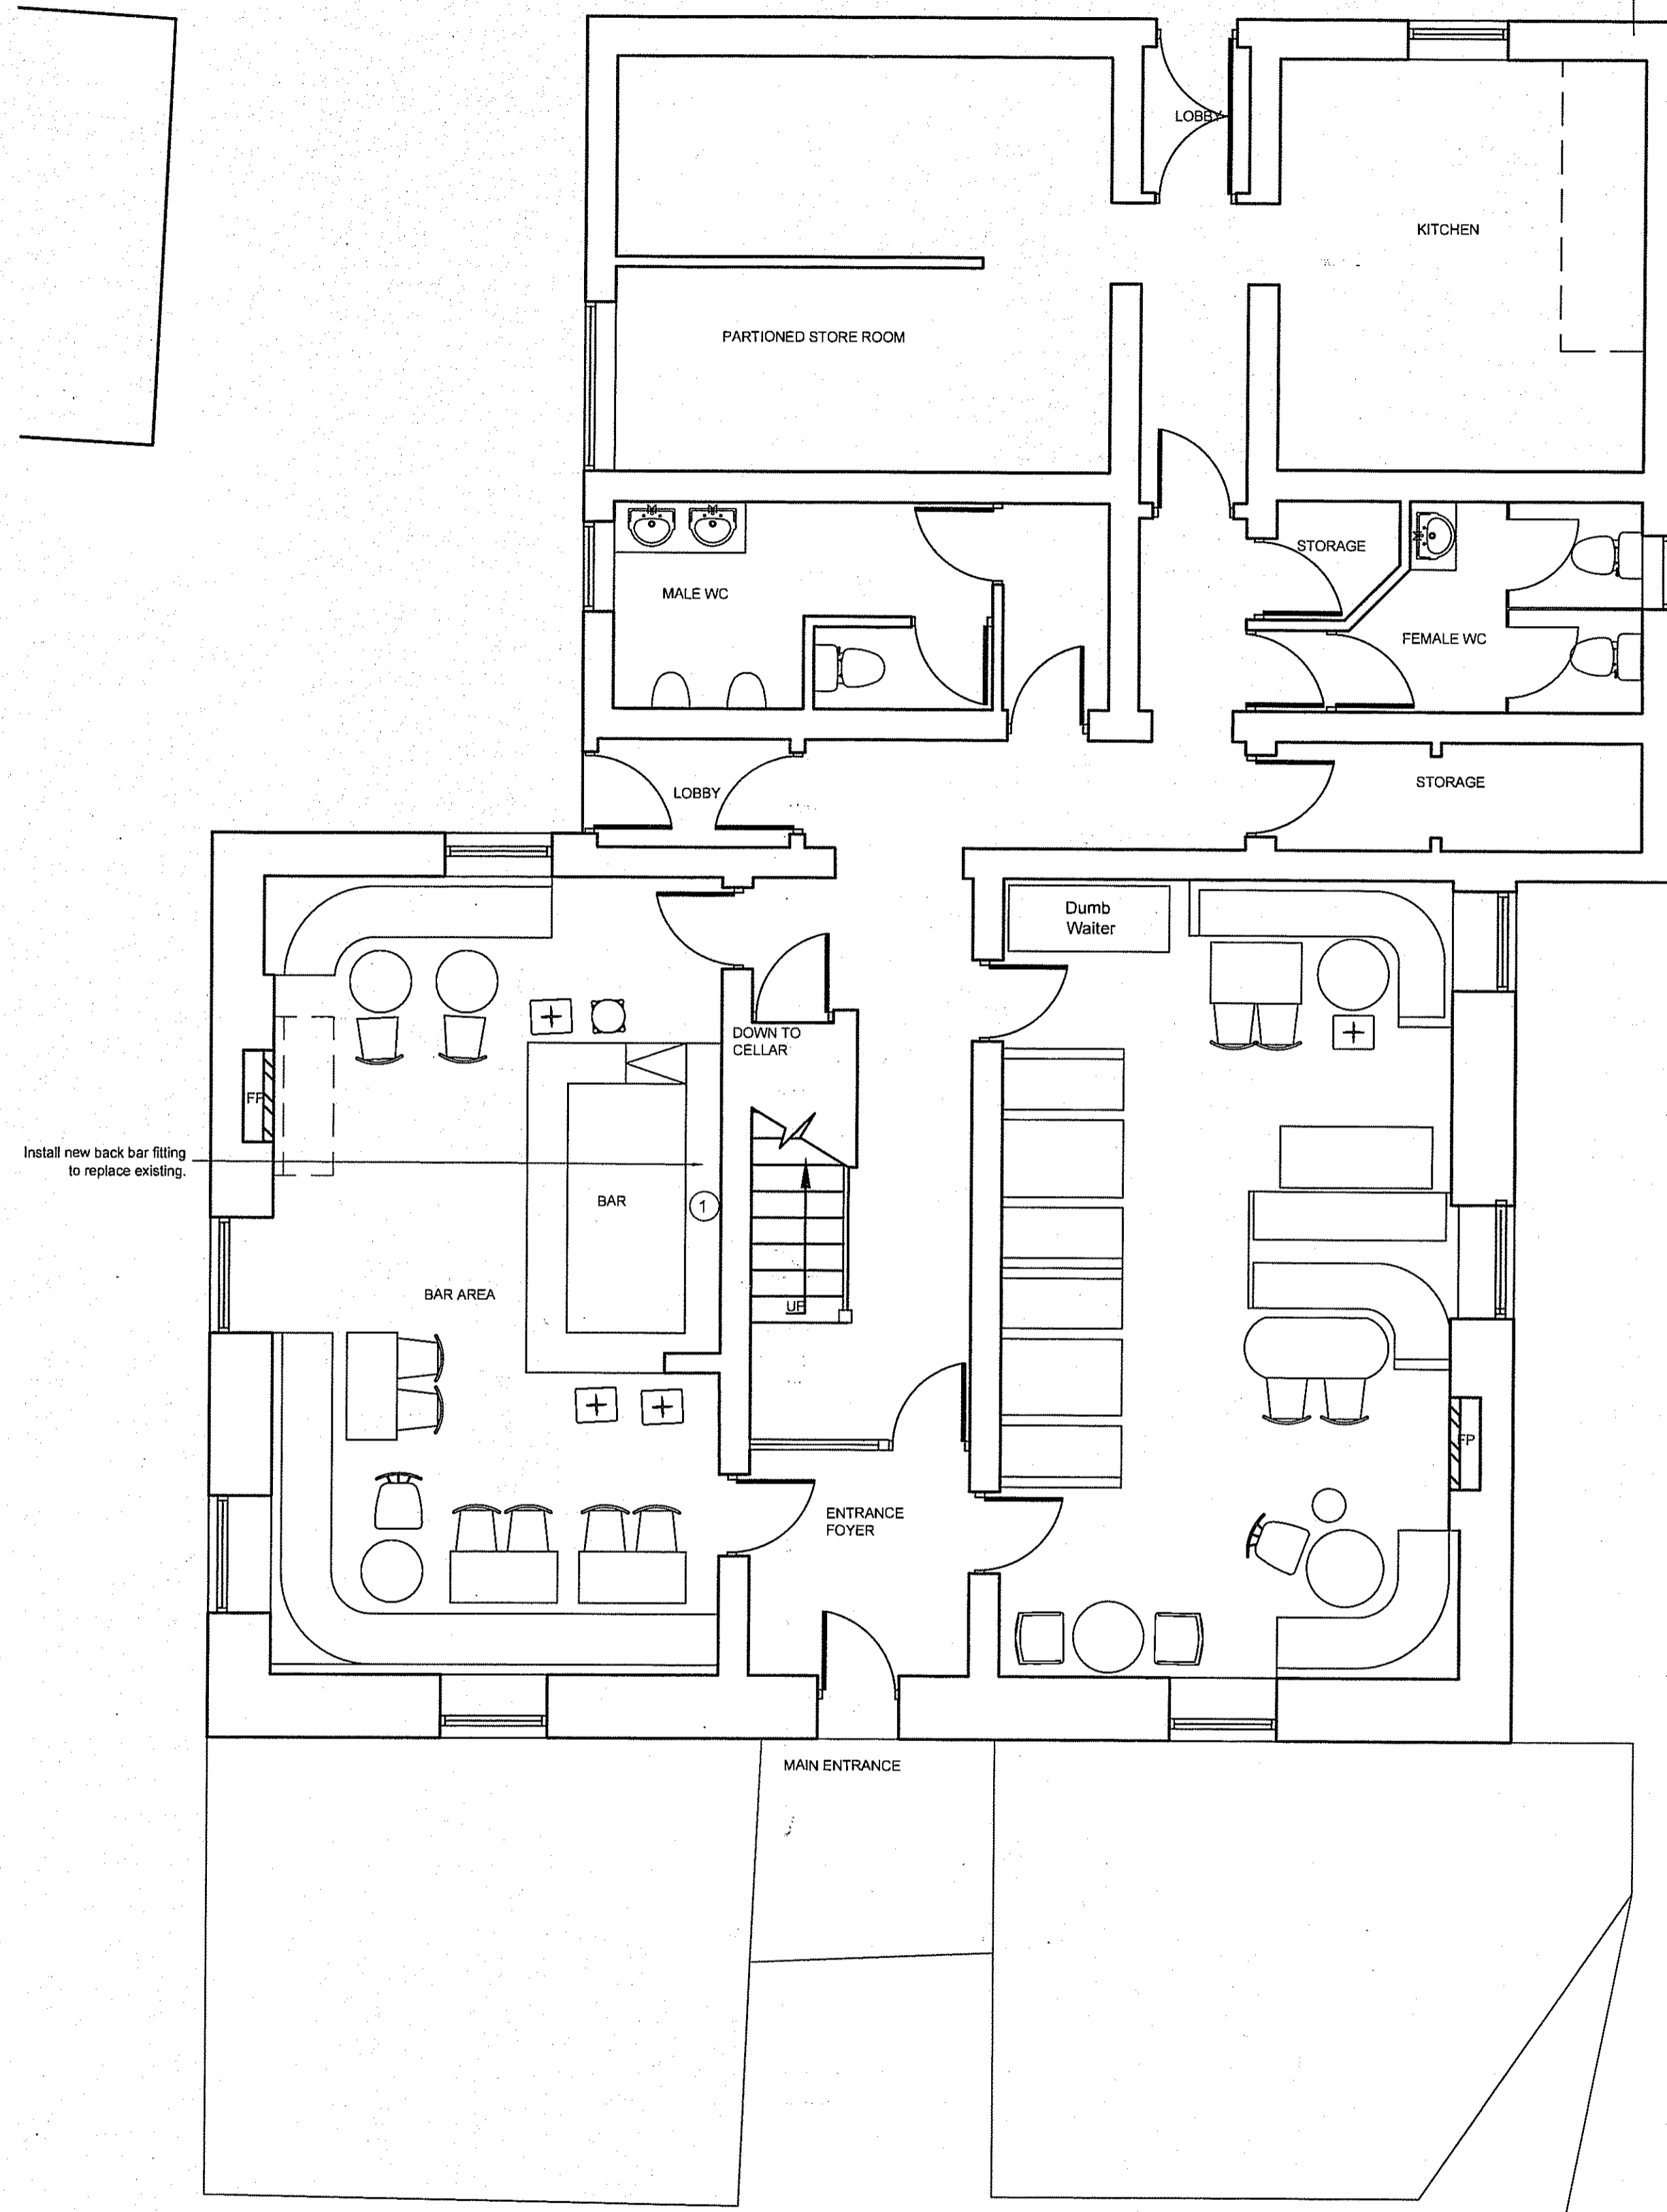 LOBBY
KITCHEN
PARTIONED STORE ROOM
STORAGE
MALE WC
FEMALE WC
STORAGE
LOBBY
Dumb
Waiter
DOWN TO
CELLAR
FP
Install new back bar fitting
to replace existing.
BAR
1
BAR AREA
UP
FP
ENTRANCE
FOYER
MAIN ENTRANCE